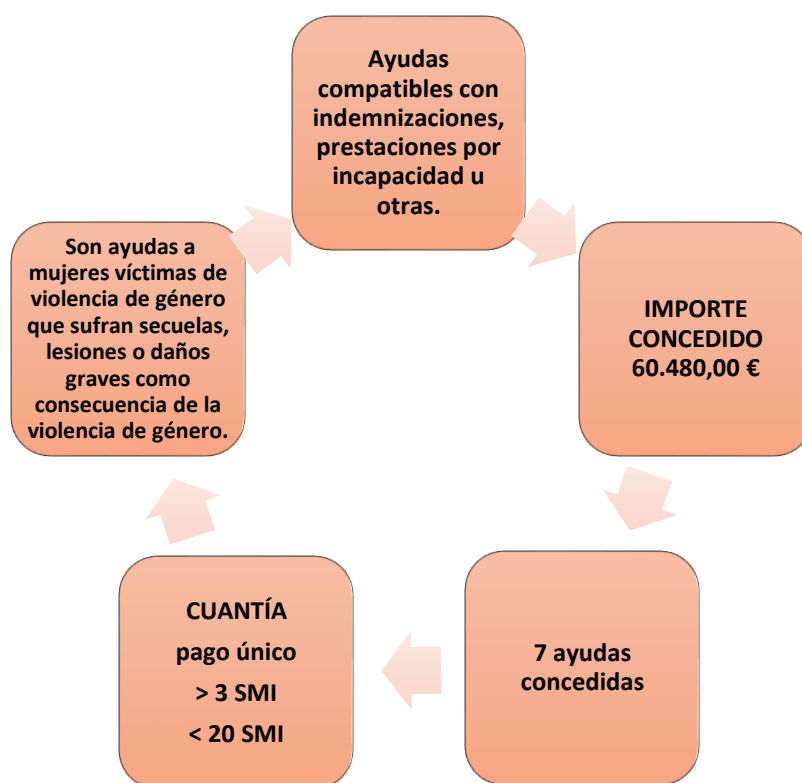 Ayudas
compatibles con
indemnizaciones,
prestaciones por
incapacidad u
otras.
IMPORTE
CONCEDIDO
60.480,00 €
7 ayudas
concedidas
CUANTÍA
pago único
> 3 SMI
< 20 SMI
Son ayudas a
mujeres víctimas de
violencia de género
que sufran secuelas,
lesiones o daños
graves como
consecuencia de la
violencia de género.